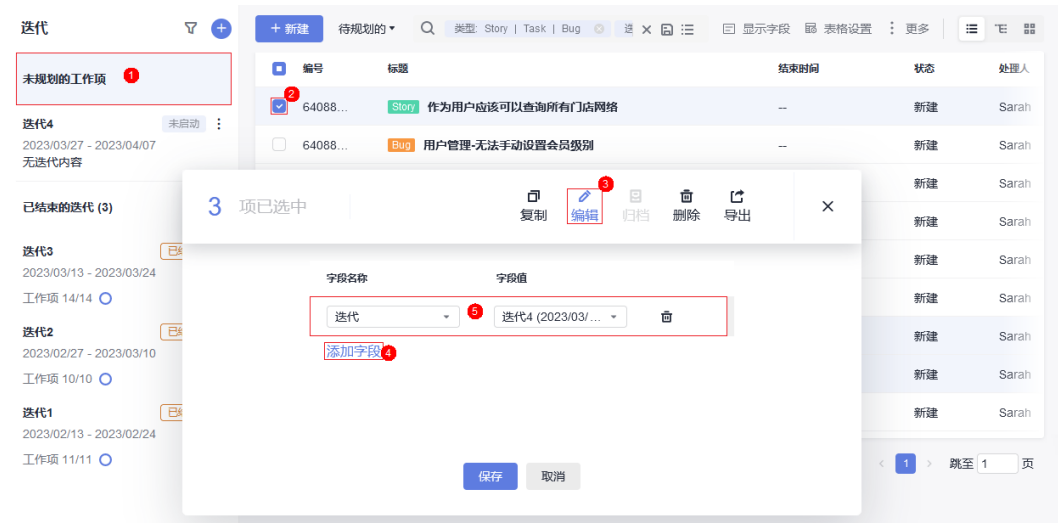 迭代
未规划的工作项 1
迭代4 未启动
2023/03/27 - 2023/04/07
无迭代内容
已结束的迭代 (3)
迭代3
2023/03/13 - 2023/03/24
工作项 14/14
迭代2
2023/02/27 - 2023/03/10
工作项 10/10
迭代1
2023/02/13 - 2023/02/24
工作项 11/11
新建 待规划的 类型: Story | Task | Bug 显示字段 表格设置 更多
编号 标题 结束时间 状态 处理人
2
64088... Story 作为用户应该可以查询所有门店网络 -- 新建 Sarah
64088... Bug 用户管理-无法手动设置会员级别 -- 新建 Sarah
新建 Sarah
新建 Sarah
新建 Sarah
新建 Sarah
新建 Sarah
新建 Sarah
新建 Sarah
3 项已选中
3
复制 编辑 归档 删除 导出
字段名称 字段值
迭代 5 迭代4 (2023/03/...
添加字段 4
保存 取消
1 跳至 1 页